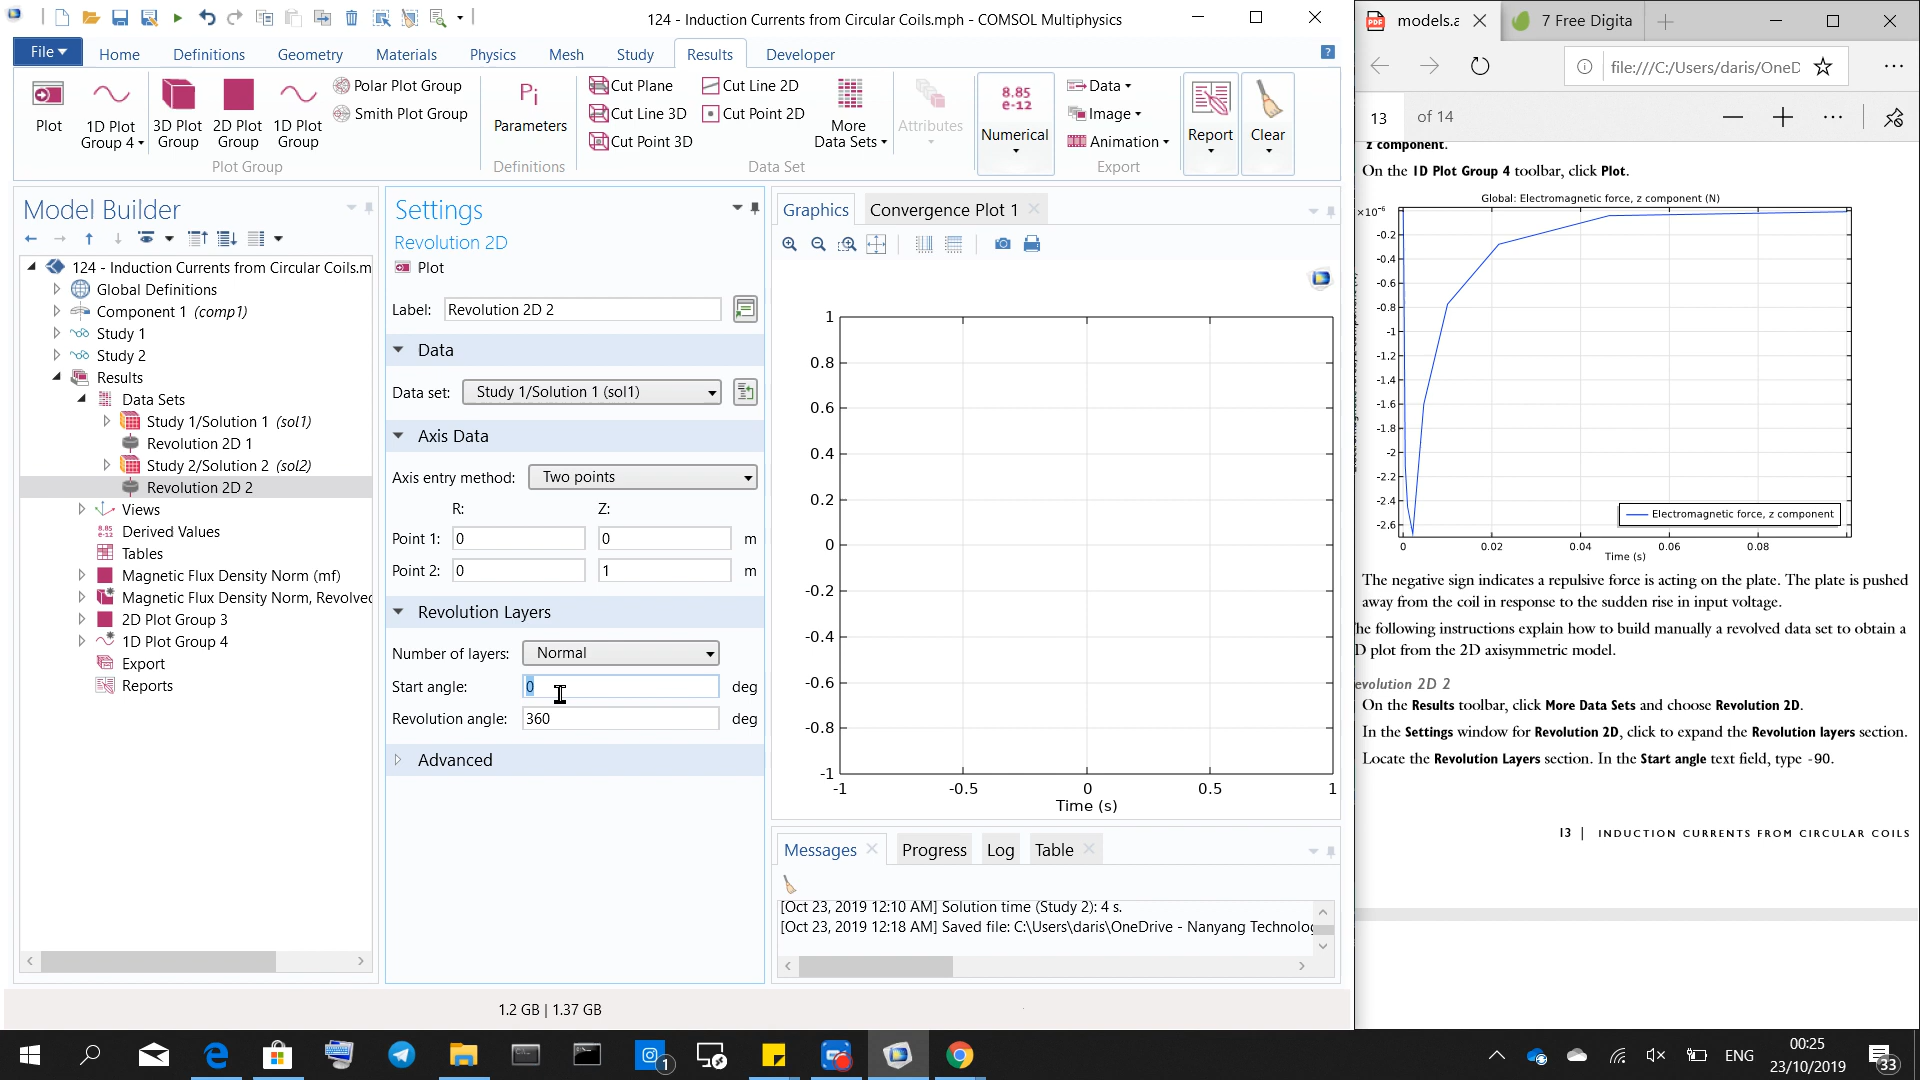 124 - Induction Currents from Circular Coils.mph - COMSOL Multiphysics
File
Home
Definitions
Geometry
Materials
Physics
Mesh
Study
Results
Developer
?
Plot
1D Plot
Group 4
3D Plot
Group
2D Plot
Group
1D Plot
Group
Polar Plot Group
Smith Plot Group
Plot Group
Pi
Parameters
Definitions
Cut Plane
Cut Line 3D
Cut Point 3D
Cut Line 2D
Cut Point 2D
More
Data Sets
Data Set
Attributes
8.85
e-12
Numerical
Data
Image
Animation
Export
Report
Clear
Model Builder
124 - Induction Currents from Circular Coils.m
Global Definitions
Component 1 (comp1)
Study 1
Study 2
Results
Data Sets
Study 1/Solution 1 (sol1)
Revolution 2D 1
Study 2/Solution 2 (sol2)
Revolution 2D 2
Views
8.85
e-12
Derived Values
Tables
Magnetic Flux Density Norm (mf)
Magnetic Flux Density Norm, Revolved
2D Plot Group 3
1D Plot Group 4
Export
Reports
Settings
Revolution 2D
Plot
Label: Revolution 2D 2
Data
Data set: Study 1/Solution 1 (sol1)
Axis Data
Axis entry method: Two points
R: Z:
Point 1: 0 0 m
Point 2: 0 1 m
Revolution Layers
Number of layers: Normal
Start angle: 0 deg
Revolution angle: 360 deg
Advanced
Graphics
Convergence Plot 1
1
0.8
0.6
0.4
0.2
0
-0.2
-0.4
-0.6
-0.8
-1
-1 -0.5 0 0.5 1
Time (s)
Messages
Progress
Log
Table
[Oct 23, 2019 12:10 AM] Solution time (Study 2): 4 s.
[Oct 23, 2019 12:18 AM] Saved file: C:\Users\daris\OneDrive - Nanyang Technolog
1.2 GB | 1.37 GB
PDF
models.a
7 Free Digita
file:///C:/Users/daris/OneD
13 of 14
z component.
On the 1D Plot Group 4 toolbar, click Plot.
Global: Electromagnetic force, z component (N)
×10-6
-0.2
-0.4
-0.6
-0.8
-1
-1.2
-1.4
-1.6
-1.8
-2
-2.2
-2.4
-2.6
Electromagnetic force, z component
0 0.02 0.04 0.06 0.08
Time (s)
The negative sign indicates a repulsive force is acting on the plate. The plate is pushed
away from the coil in response to the sudden rise in input voltage.
he following instructions explain how to build manually a revolved data set to obtain a
D plot from the 2D axisymmetric model.
evolution 2D 2
On the Results toolbar, click More Data Sets and choose Revolution 2D.
In the Settings window for Revolution 2D, click to expand the Revolution layers section.
Locate the Revolution Layers section. In the Start angle text field, type -90.
13 | INDUCTION CURRENTS FROM CIRCULAR COILS
1
ENG
00:25
23/10/2019
33